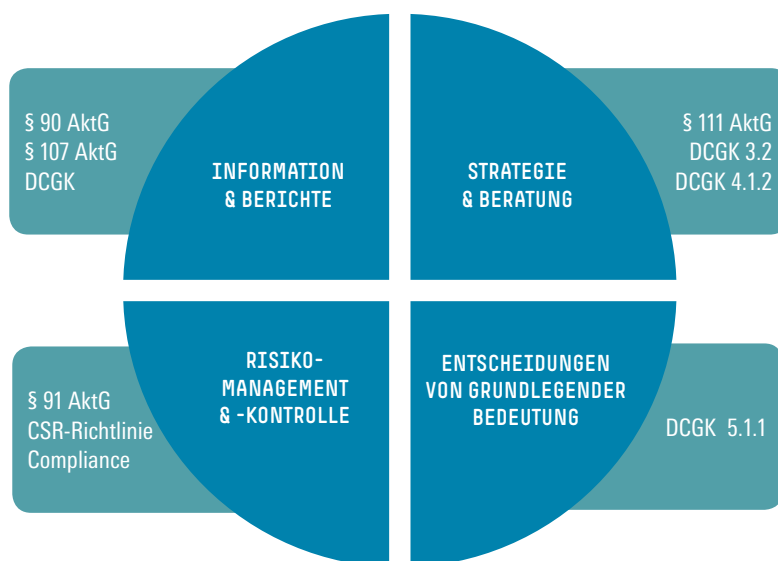 § 90 AktG
§ 107 AktG
DCGK
INFORMATION
& BERICHTE
STRATEGIE
& BERATUNG
§ 111 AktG
DCGK 3.2
DCGK 4.1.2
§ 91 AktG
CSR-Richtlinie
Compliance
RISIKO-
MANAGEMENT
& -KONTROLLE
ENTSCHEIDUNGEN
VON GRUNDLEGENDER
BEDEUTUNG
DCGK 5.1.1